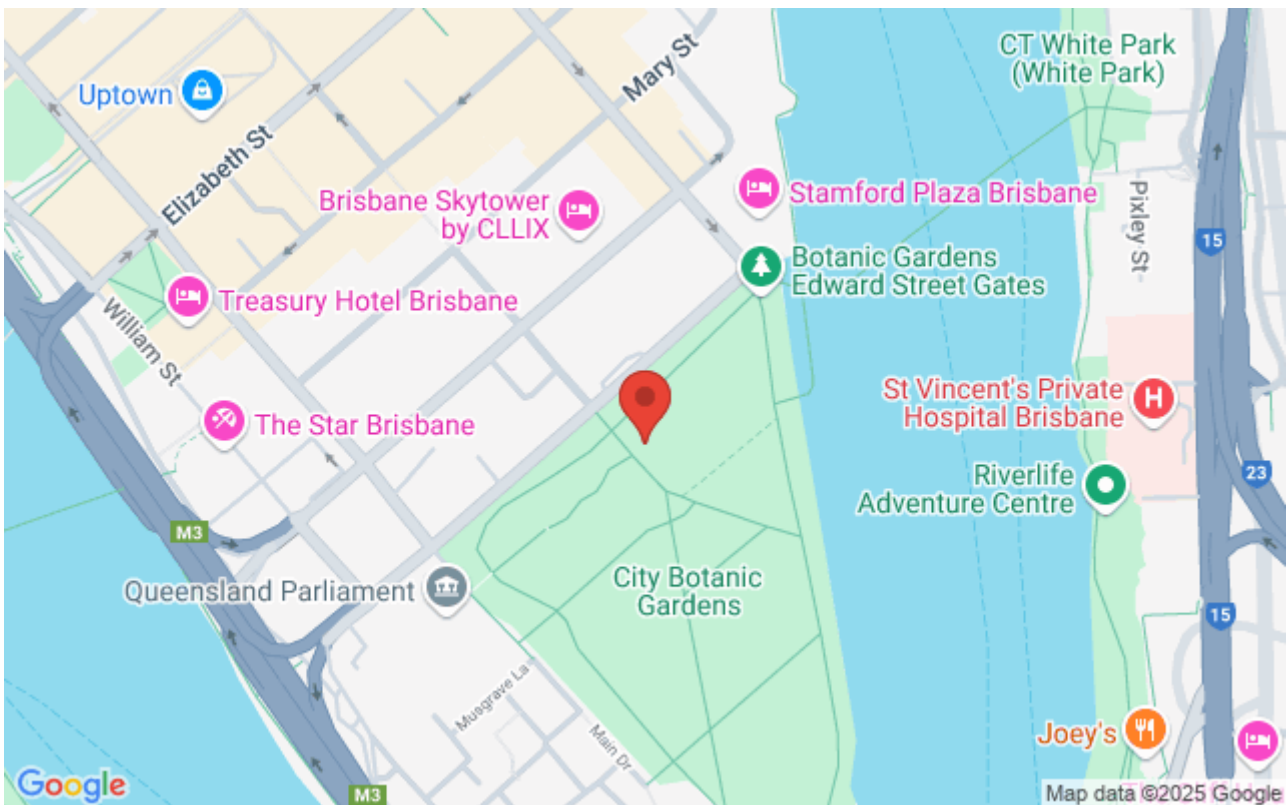 CT White Park
(White Park)
Mary St
Uptown
Elizabeth St
Brisbane Skytower
by CLLIX
Stamford Plaza Brisbane
Pixley St
15
Botanic Gardens
Edward Street Gates
Treasury Hotel Brisbane
William St
St Vincent's Private
Hospital Brisbane
H
The Star Brisbane
Riverlife
Adventure Centre
23
M3
City Botanic
Gardens
Queensland Parliament
15
Musgrave La
Main Dr
Joey's
Google
M3
Map data ©2025 Google